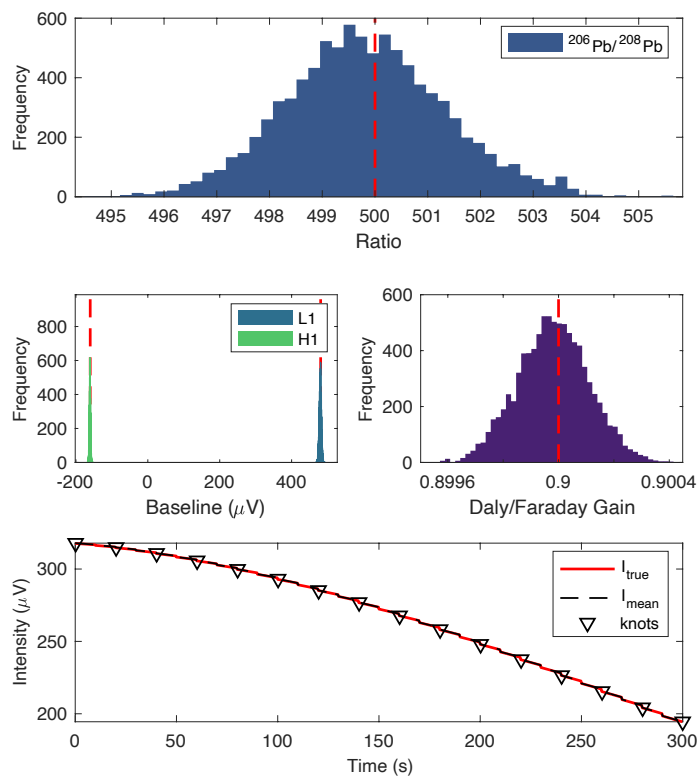 600
400
200
0
Frequency
²⁰⁶Pb/²⁰⁸Pb
495 496 497 498 499 500 501 502 503 504 505
Ratio
800
600
400
200
0
Frequency
L1
H1
-200 0 200 400
Baseline (μV)
600
400
200
0
Frequency
0.8996 0.9 0.9004
Daly/Faraday Gain
300
250
200
Intensity (μV)
I_true
I_mean
knots
0 50 100 150 200 250 300
Time (s)